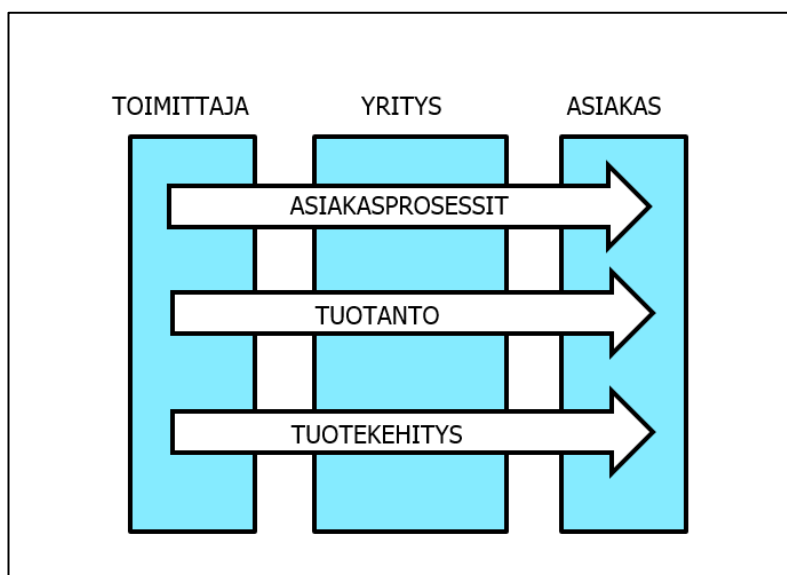 TOIMITTAJA YRITYS ASIAKAS
ASIAKASPROSESSIT
TUOTANTO
TUOTEKEHITYS